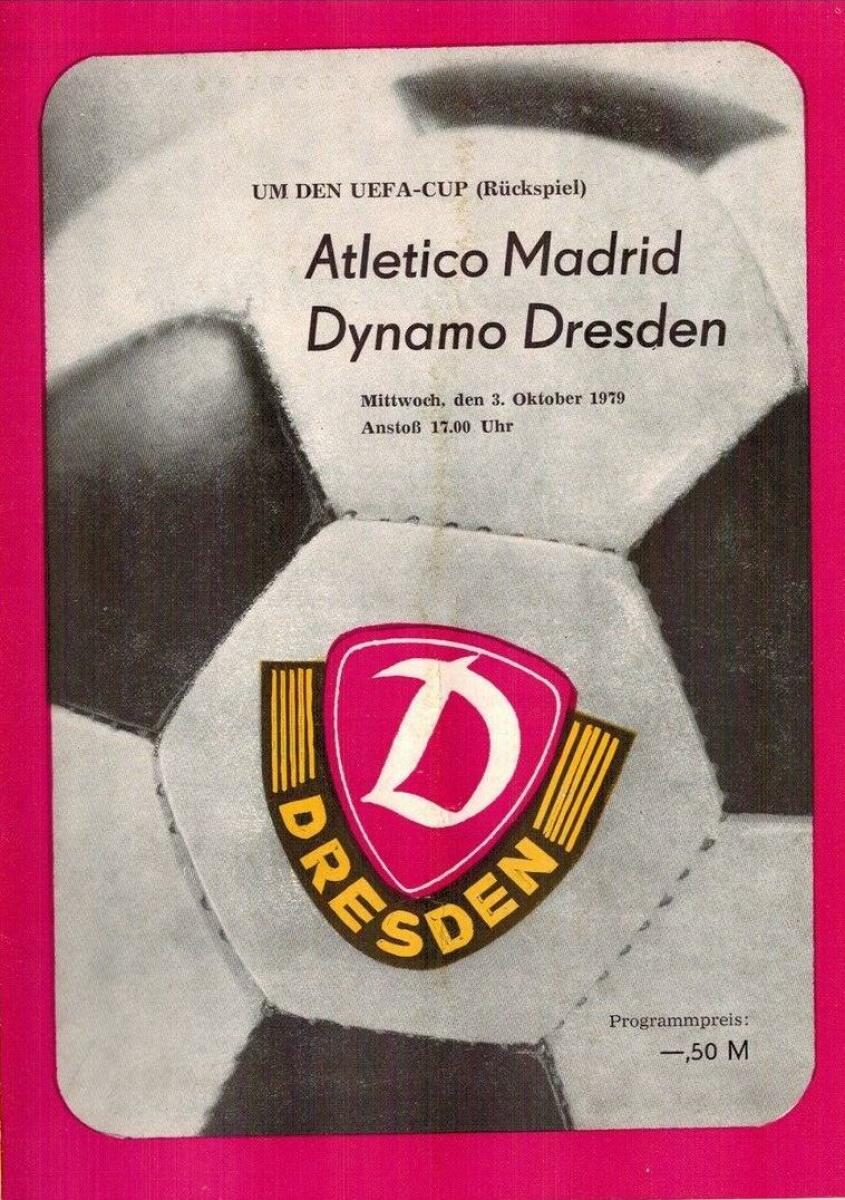 UM DEN UEFA-CUP (Rückspiel)
Atletico Madrid
Dynamo Dresden
Mittwoch, den 3. Oktober 1979
Anstoß 17.00 Uhr
D
DRESDEN
Programmpreis:
—,50 M